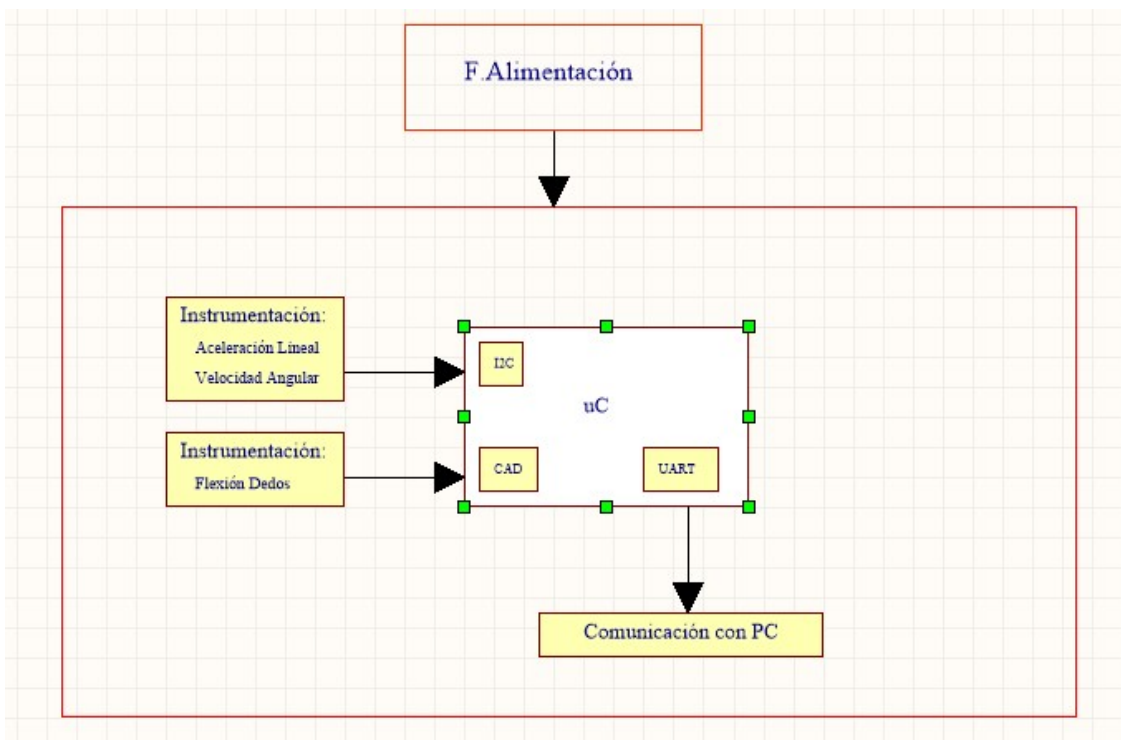 F.Alimentación
Instrumentación:
Aceleración Lineal
Velocidad Angular
I2C
uC
Instrumentación:
Flexión Dedos
CAD
UART
Comunicación con PC